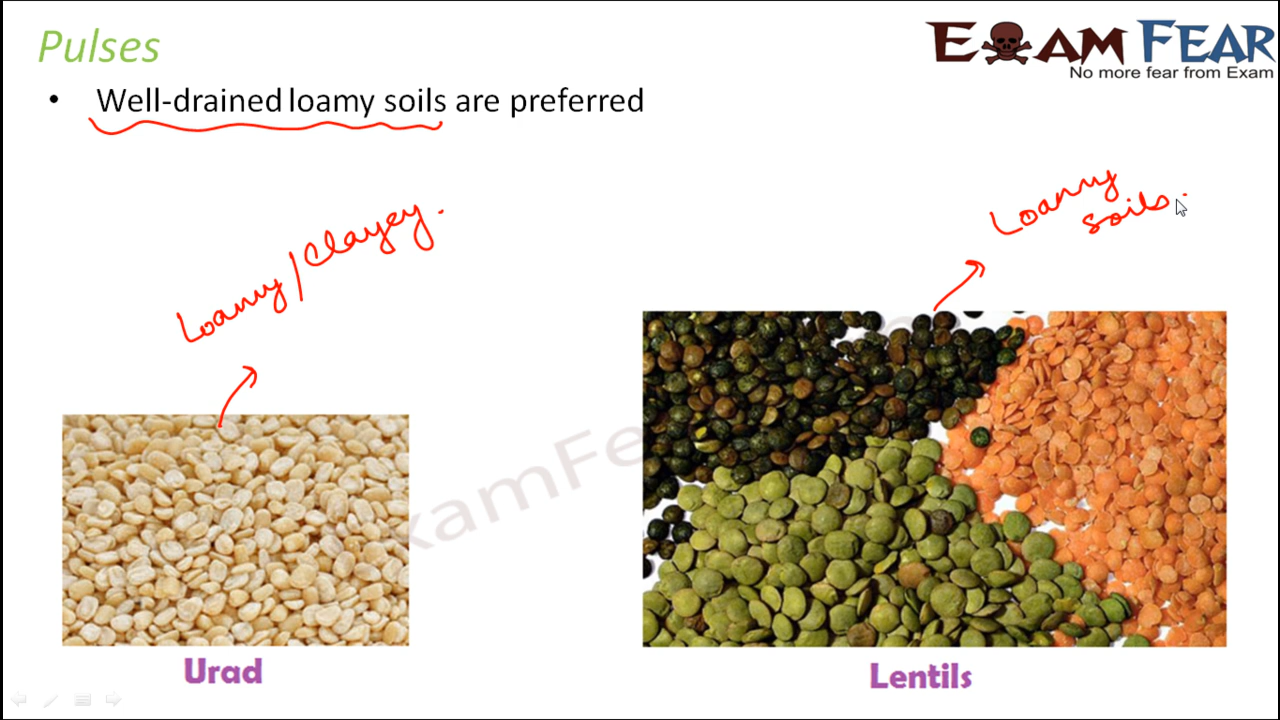 Pulses
EXAM FEAR
No more fear from Exam
• Well-drained loamy soils are preferred
Loamy/clayey.
Loamy
soils.
ExamFe
Urad
Lentils